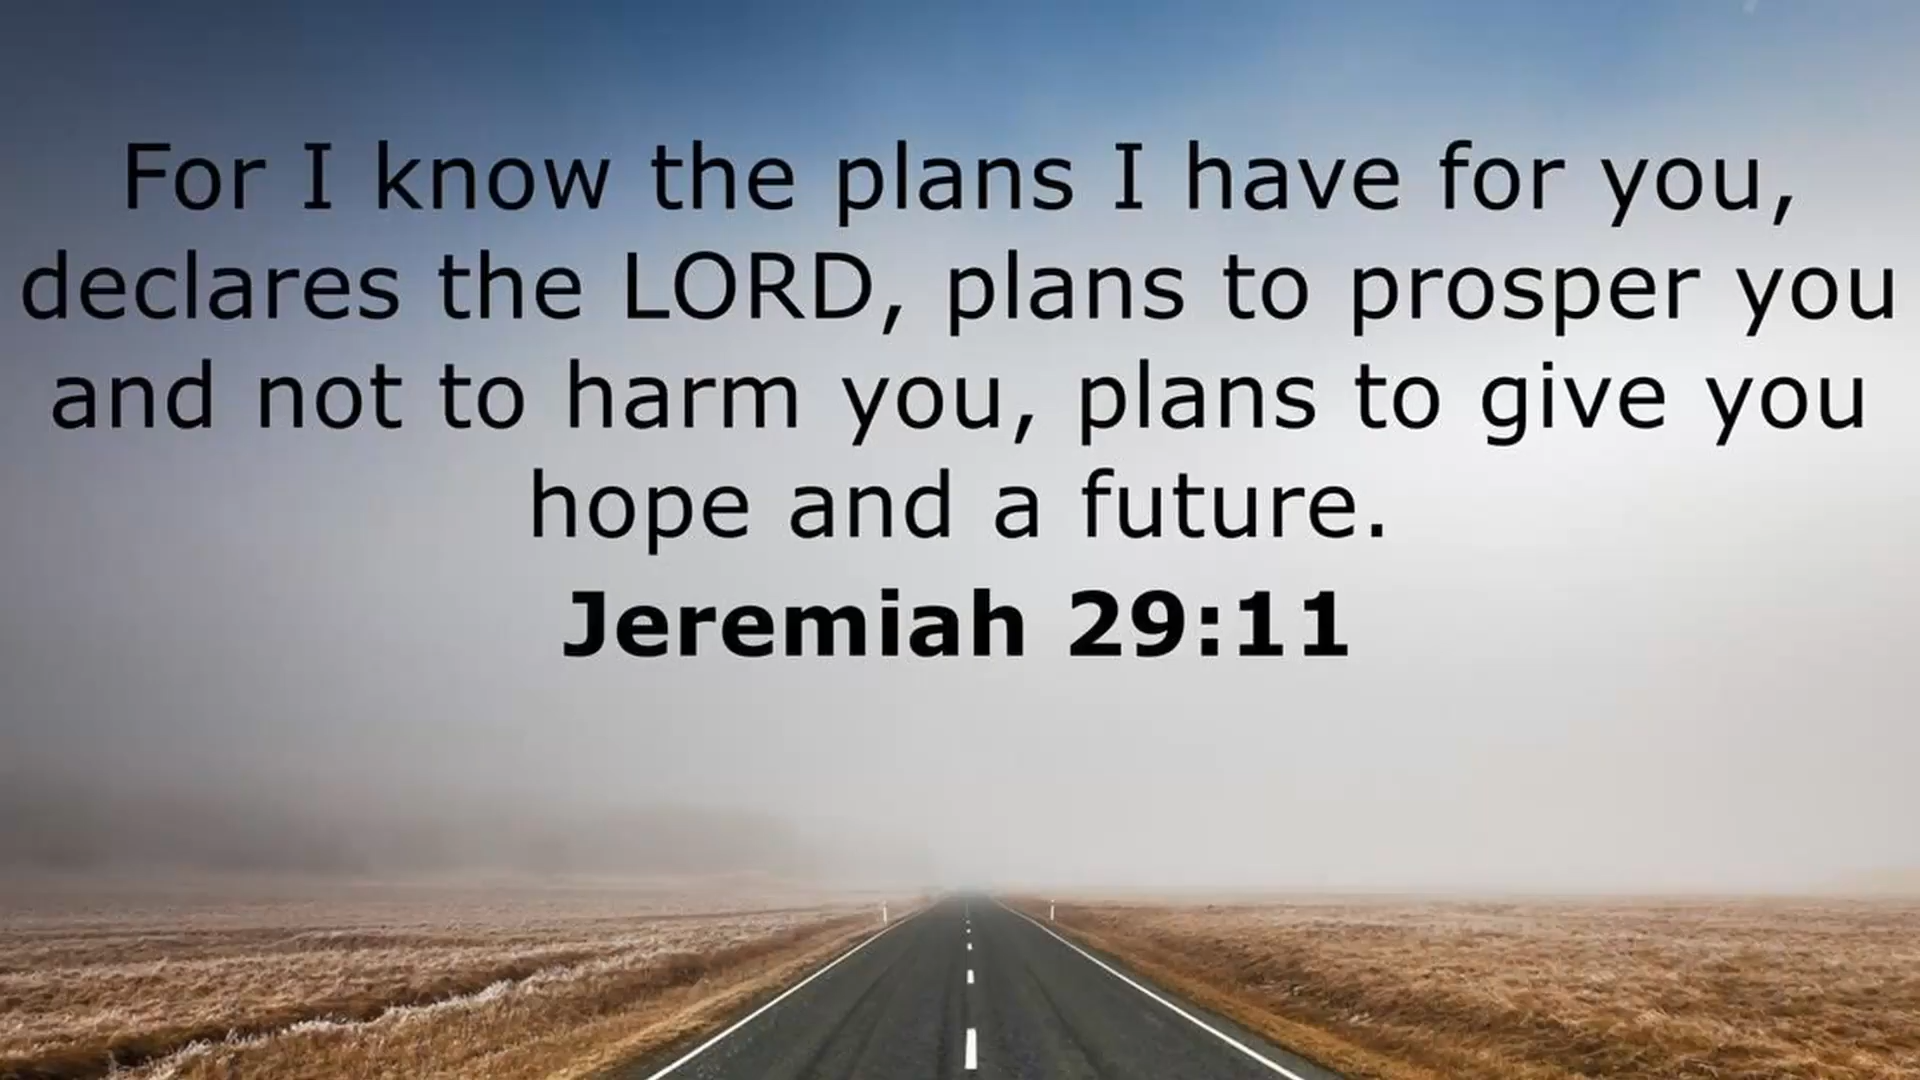 For I know the plans I have for you,
declares the LORD, plans to prosper you
and not to harm you, plans to give you
hope and a future.
Jeremiah 29:11